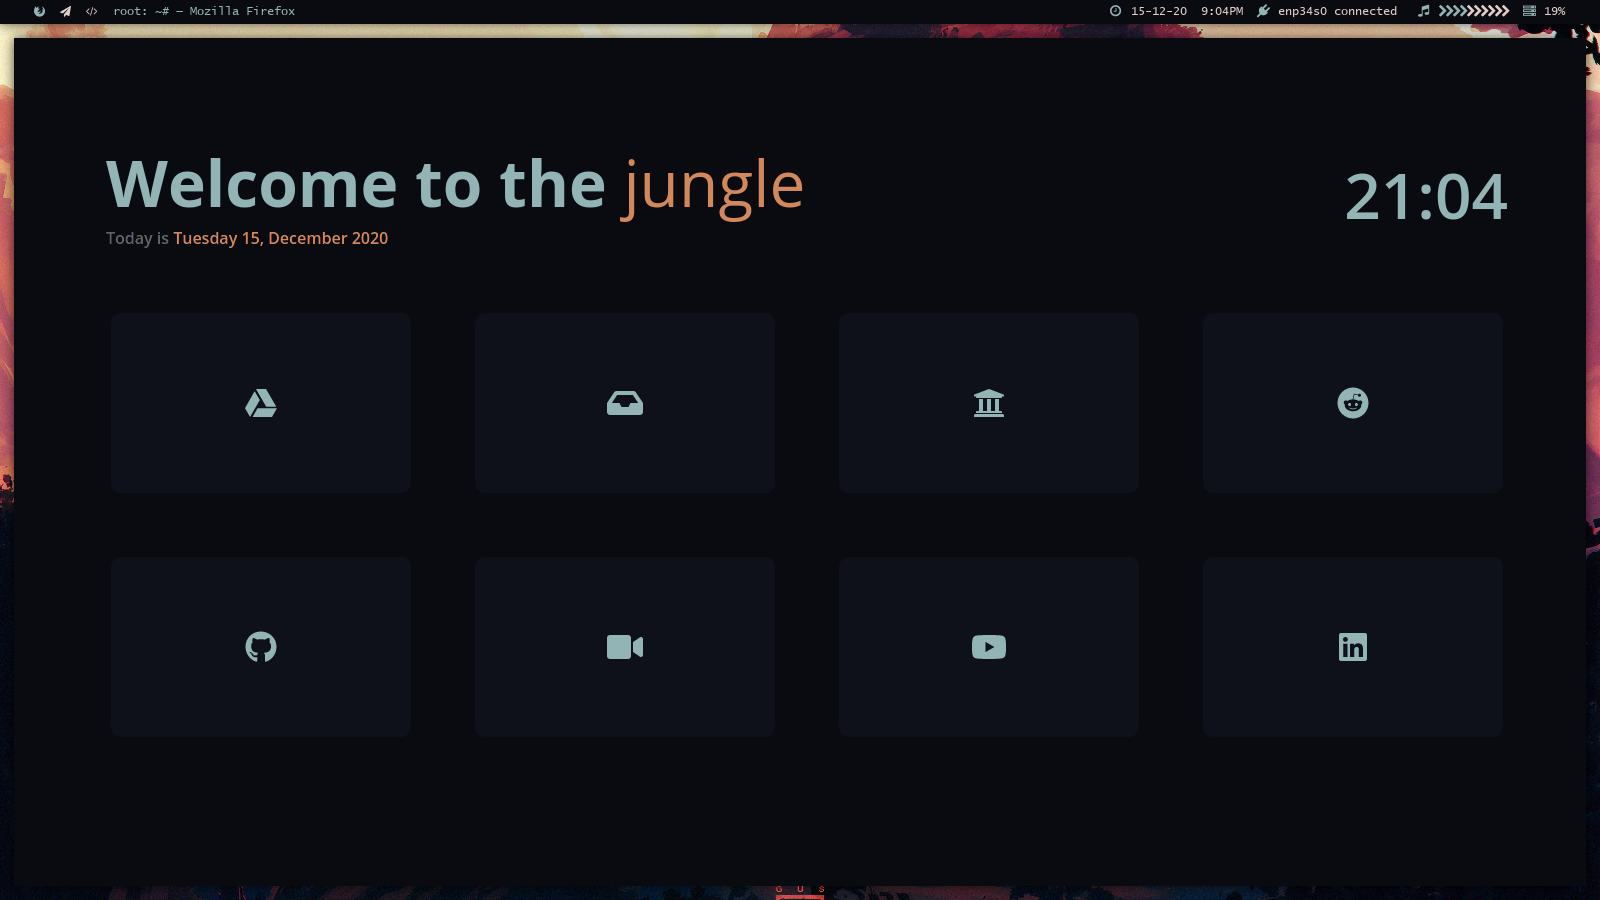 root: ~# — Mozilla Firefox
15-12-20 9:04PM enp34s0 connected 19%
Welcome to the jungle
21:04
Today is Tuesday 15, December 2020
G U S